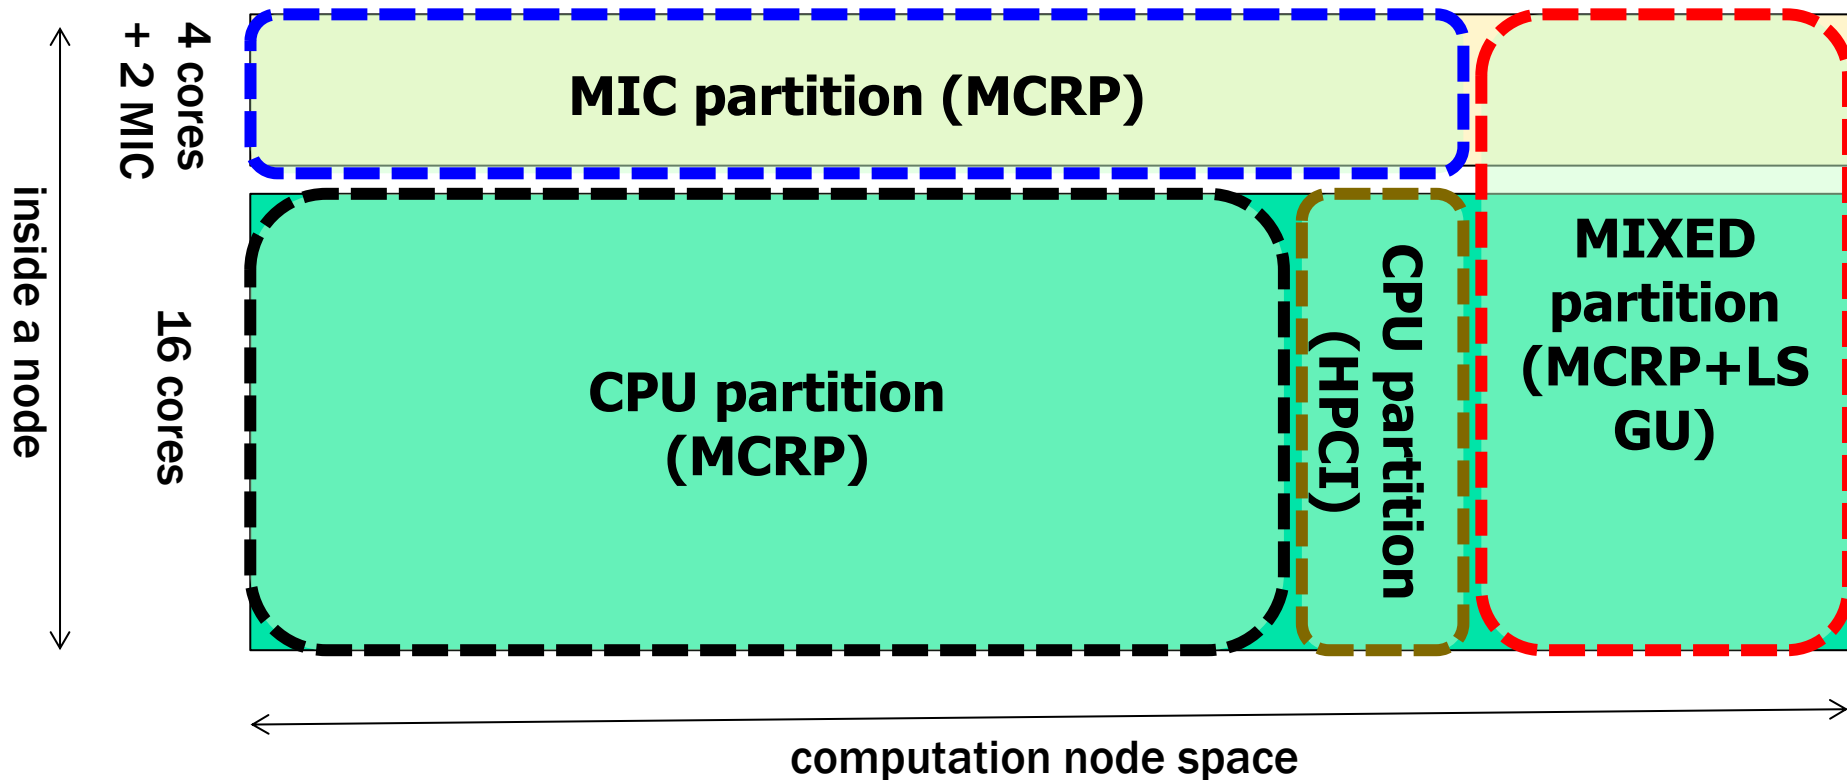 4 cores
+ 2 MIC
MIC partition (MCRP)
inside a node
16 cores
CPU partition
(MCRP)
CPU partition
(HPCI)
MIXED
partition
(MCRP+LS
GU)
computation node space